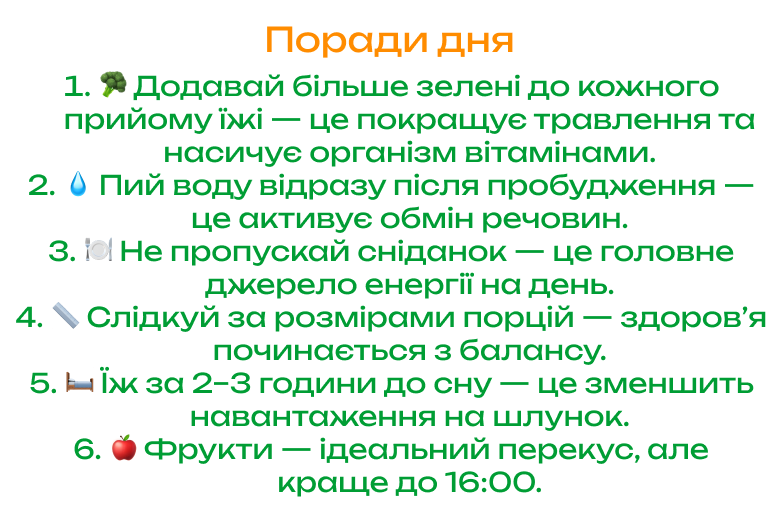 Поради дня
1. 🥦 Додавай більше зелені до кожного
прийому їжі — це покращує травлення та
насичує організм вітамінами.
2. 💧 Пий воду відразу після пробудження —
це активує обмін речовин.
3. 🍽️ Не пропускай сніданок — це головне
джерело енергії на день.
4. 📏 Слідкуй за розмірами порцій — здоров’я
починається з балансу.
5. 🛏️ Їж за 2–3 години до сну — це зменшить
навантаження на шлунок.
6. 🍎 Фрукти — ідеальний перекус, але
краще до 16:00.